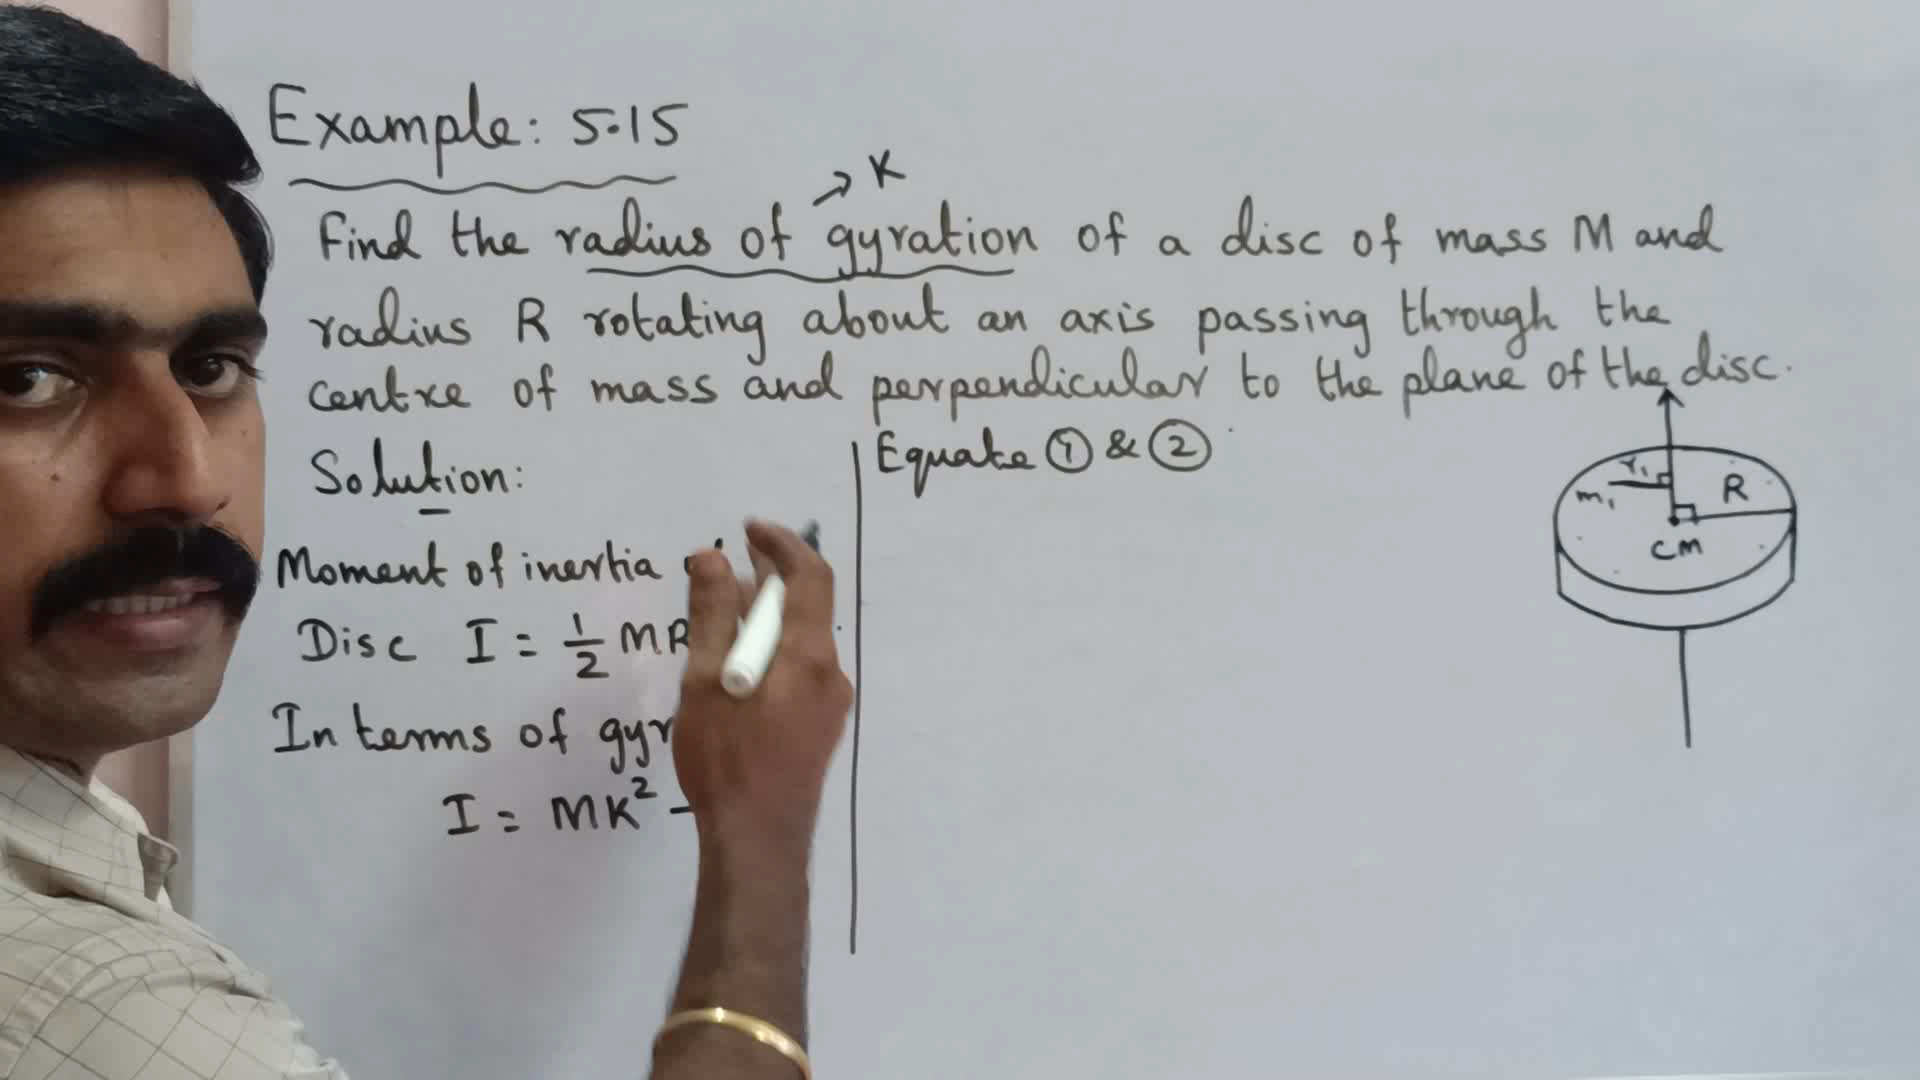 Example: 5.15
→ K
Find the radius of gyration of a disc of mass M and
radius R rotating about an axis passing through the
centre of mass and perpendicular to the plane of the disc.
Solution:
Moment of inertia
Disc I = 1/2 MR
In terms of
I = MK²
Equate ① & ②
r₁
m₁
R
CM